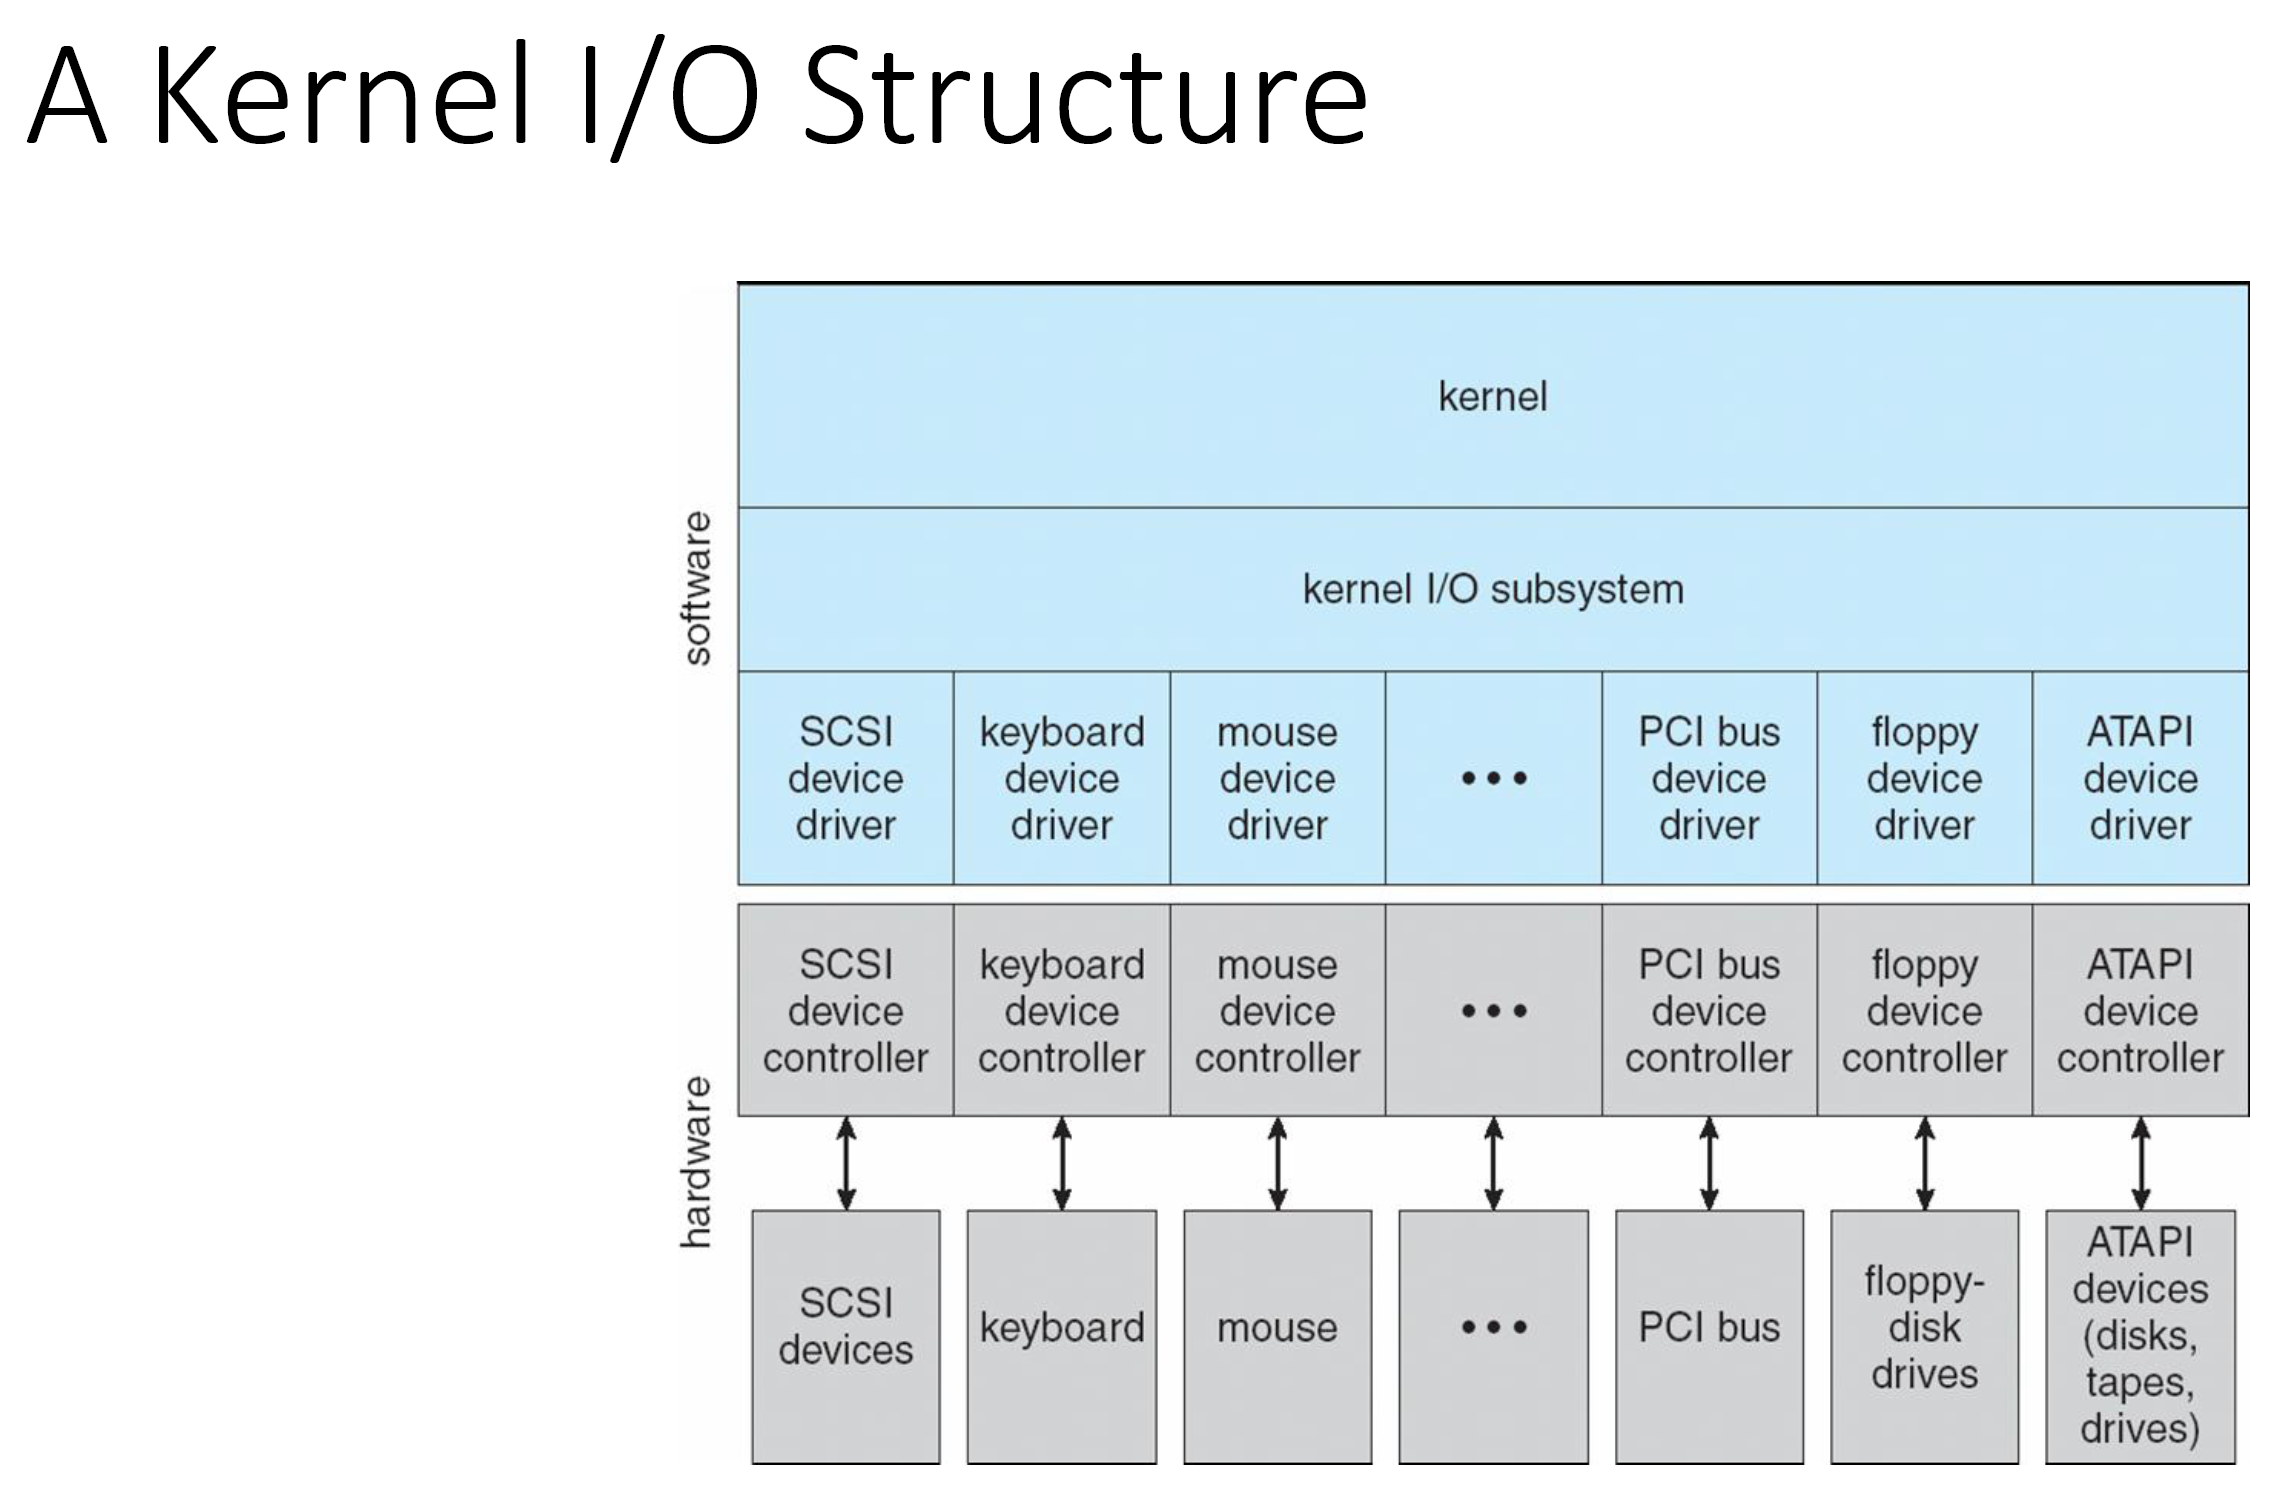 A Kernel I/O Structure
software
kernel
kernel I/O subsystem
SCSI
device
driver
keyboard
device
driver
mouse
device
driver
•••
PCI bus
device
driver
floppy
device
driver
ATAPI
device
driver
hardware
SCSI
device
controller
keyboard
device
controller
mouse
device
controller
•••
PCI bus
device
controller
floppy
device
controller
ATAPI
device
controller
SCSI
devices
keyboard
mouse
•••
PCI bus
floppy-
disk
drives
ATAPI
devices
(disks,
tapes,
drives)